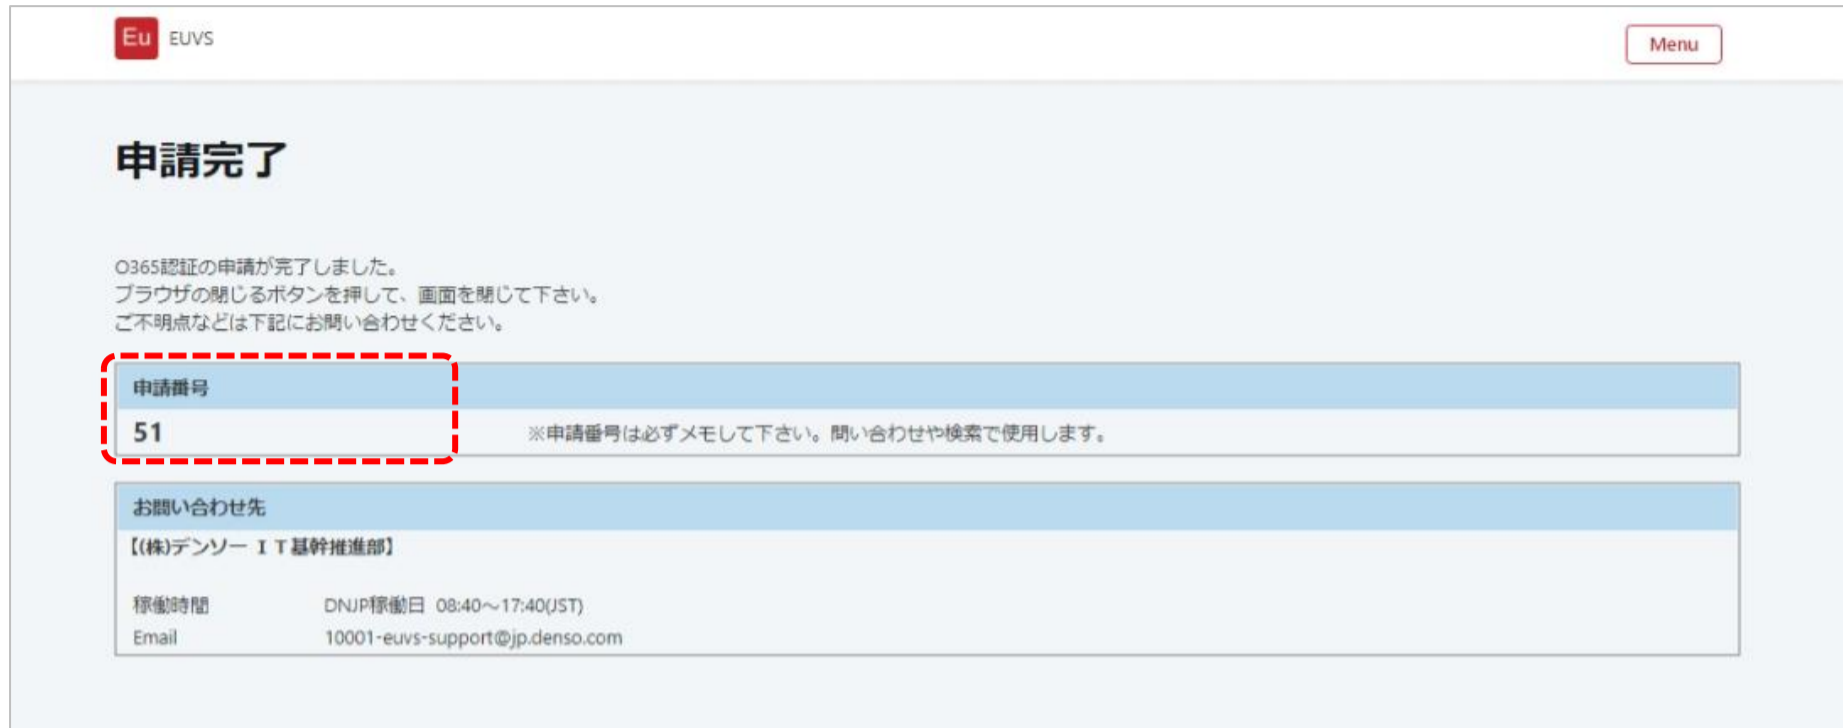 Eu EUVS
Menu
申請完了
O365認証の申請が完了しました。
ブラウザの閉じるボタンを押して、画面を閉じて下さい。
ご不明点などは下記にお問い合わせください。
申請番号
51 ※申請番号は必ずメモして下さい。問い合わせや検索で使用します。
お問い合わせ先
【(株)デンソー ＩＴ基幹推進部】
稼働時間 DNJP稼働日 08:40～17:40(JST)
Email 10001-euvs-support@jp.denso.com